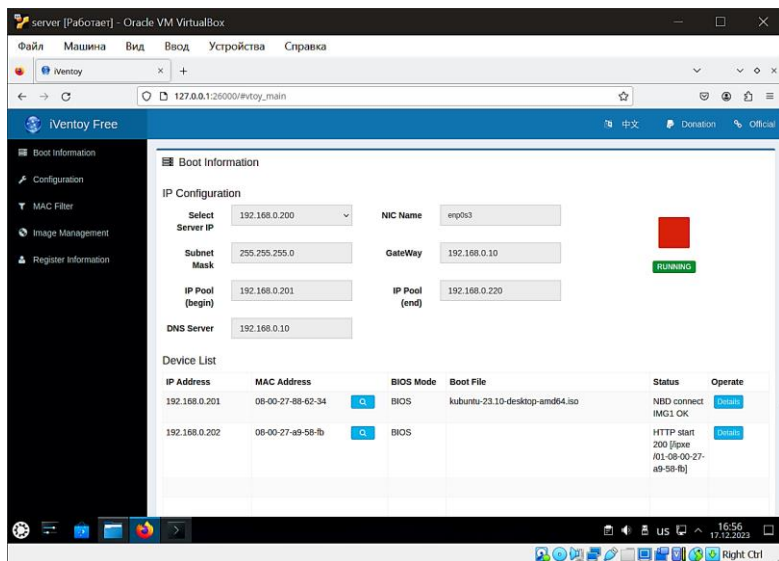 server [Работает] - Oracle VM VirtualBox
Файл Машина Вид Ввод Устройства Справка
iVentoy
127.0.0.1:26000/#vtoy_main
iVentoy Free 中文 Donation Official
Boot Information
Configuration
MAC Filter
Image Management
Register Information
Boot Information
IP Configuration
Select Server IP 192.168.0.200 NIC Name enp0s3
Subnet Mask 255.255.255.0 GateWay 192.168.0.10
RUNNING
IP Pool (begin) 192.168.0.201 IP Pool (end) 192.168.0.220
DNS Server 192.168.0.10
Device List
IP Address MAC Address BIOS Mode Boot File Status Operate
192.168.0.201 08-00-27-88-62-34 BIOS kubuntu-23.10-desktop-amd64.iso NBD connect IMG1 OK Details
192.168.0.202 08-00-27-a9-58-fb BIOS HTTP start 200 [/ipxe /01-08-00-27-a9-58-fb] Details
us 16:56
17.12.2023
Right Ctrl